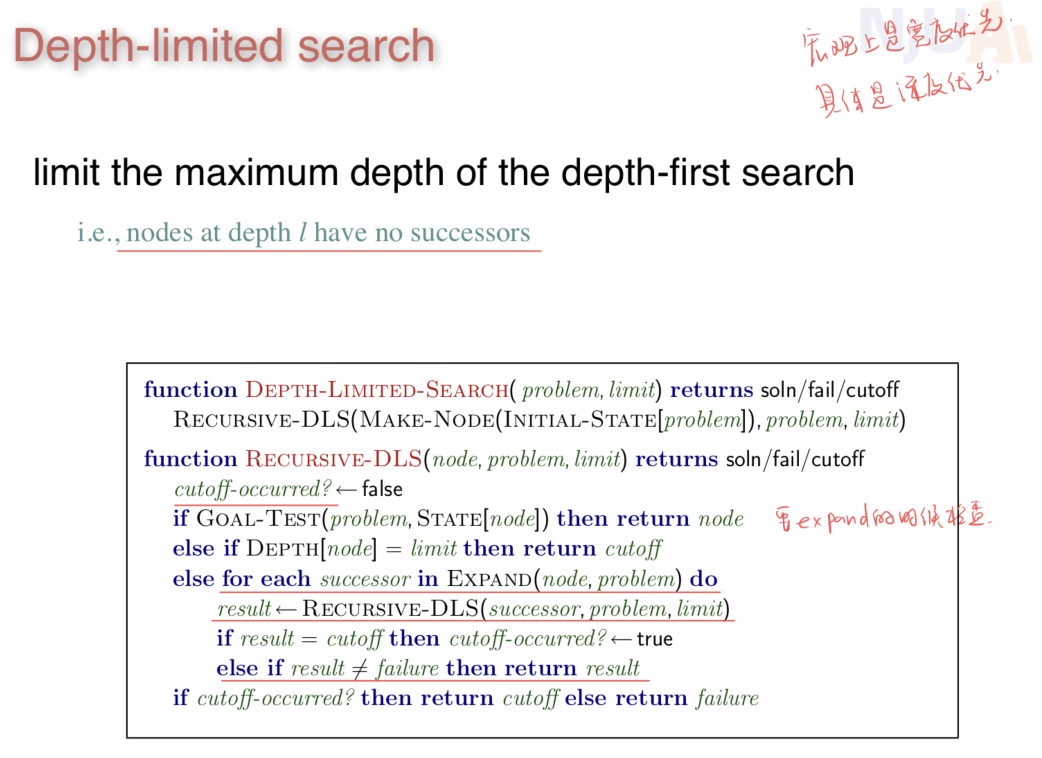 Depth-limited search
NJUAi
宏观上是宽度优先.
具体是深度优先.
limit the maximum depth of the depth-first search
i.e., nodes at depth l have no successors
function DEPTH-LIMITED-SEARCH( problem, limit) returns soln/fail/cutoff
RECURSIVE-DLS(MAKE-NODE(INITIAL-STATE[problem]), problem, limit)
function RECURSIVE-DLS(node, problem, limit) returns soln/fail/cutoff
cutoff-occurred? ← false
if GOAL-TEST(problem, STATE[node]) then return node
expand的时候检查.
else if DEPTH[node] = limit then return cutoff
else for each successor in EXPAND(node, problem) do
result ← RECURSIVE-DLS(successor, problem, limit)
if result = cutoff then cutoff-occurred? ← true
else if result ≠ failure then return result
if cutoff-occurred? then return cutoff else return failure